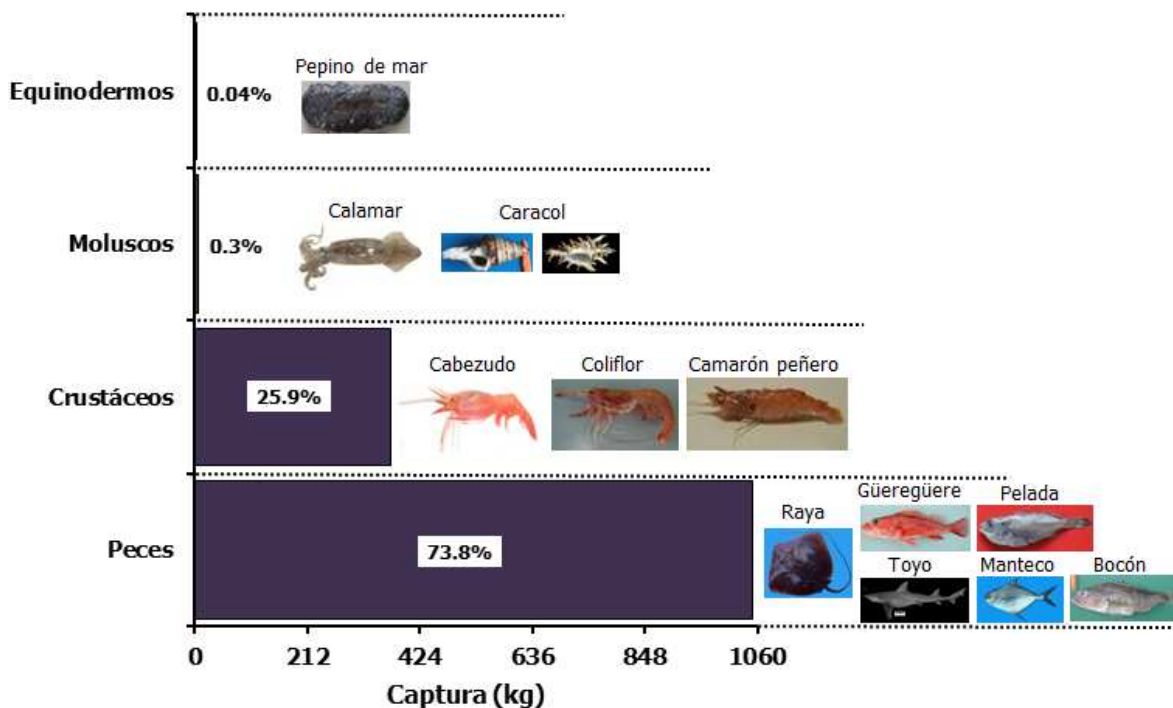 Equinodermos
0.04%
Pepino de mar
Moluscos
0.3%
Calamar
Caracol
Crustáceos
25.9%
Cabezudo
Coliflor
Camarón peñero
Peces
73.8%
Raya
Güeregüere
Pelada
Toyo
Manteco
Bocón
0 212 424 636 848 1060
Captura (kg)